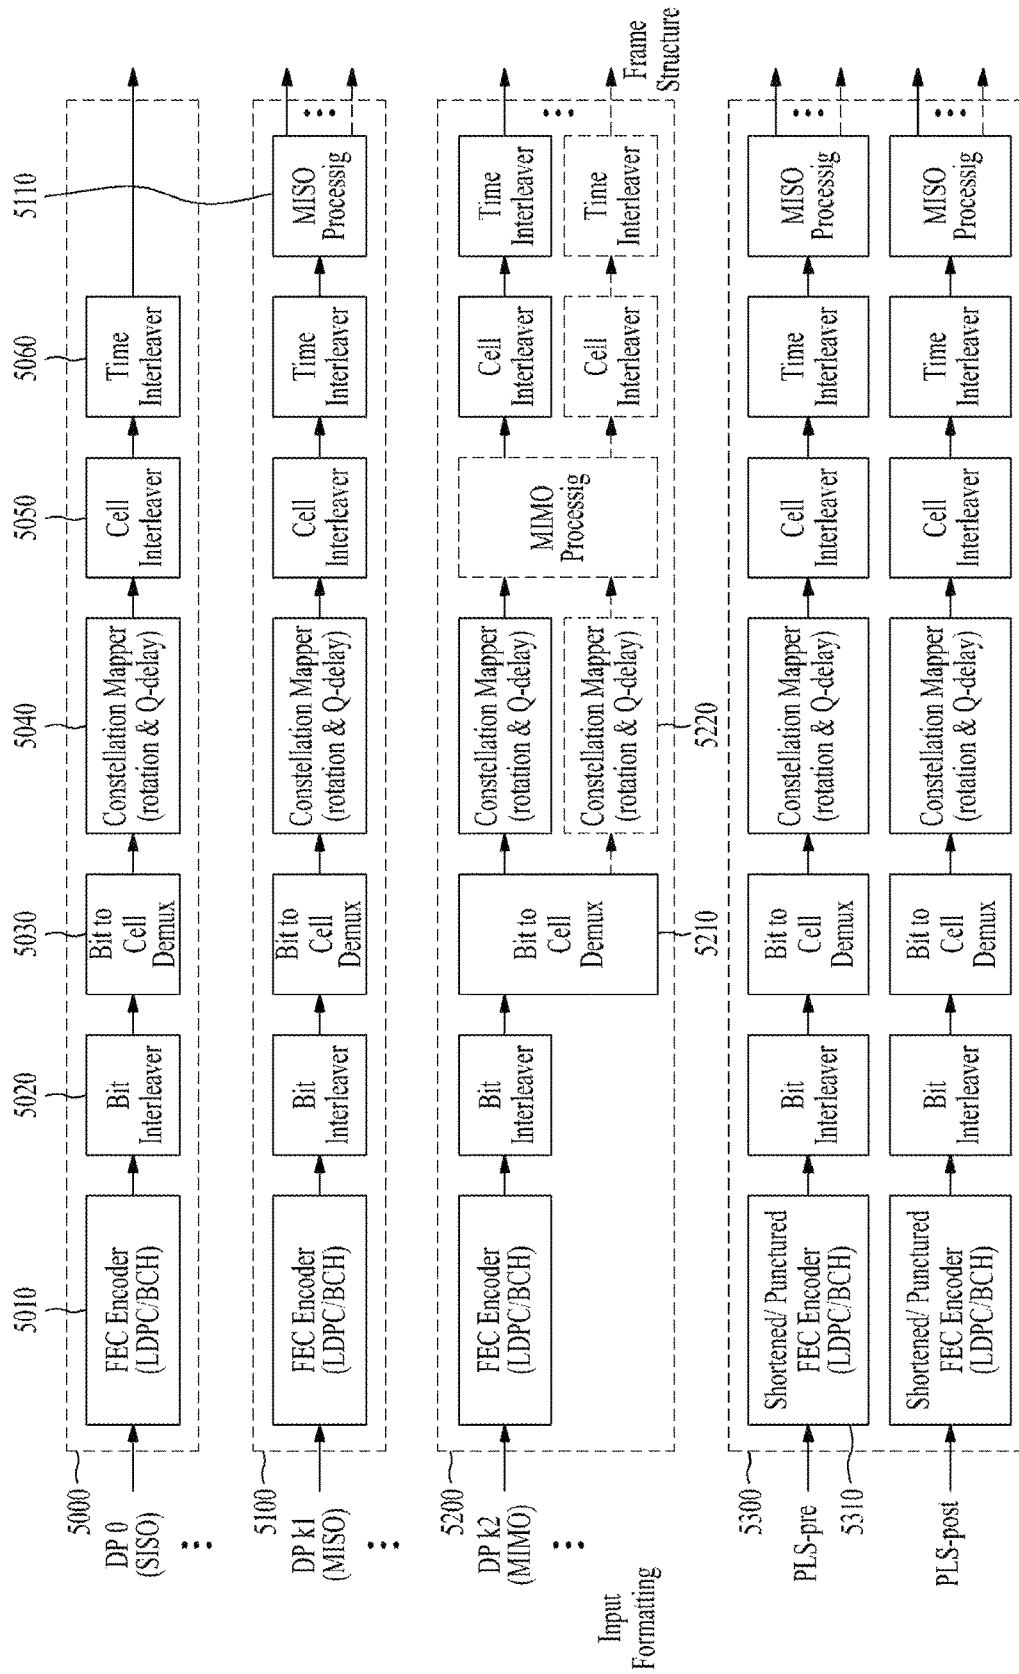 5010
5020
5030
5040
5050
5060
5110
5000
DP 0
(SISO)
FEC Encoder
(LDPC/BCH)
Bit
Interleaver
Bit to
Cell
Demux
Constellation Mapper
(rotation & Q-delay)
Cell
Interleaver
Time
Interleaver
5100
DP k1
(MISO)
FEC Encoder
(LDPC/BCH)
Bit
Interleaver
Bit to
Cell
Demux
Constellation Mapper
(rotation & Q-delay)
Cell
Interleaver
Time
Interleaver
MISO
Processig
5200
DP k2
(MIMO)
FEC Encoder
(LDPC/BCH)
Bit
Interleaver
Bit to
Cell
Demux
5210
Constellation Mapper
(rotation & Q-delay)
Constellation Mapper
(rotation & Q-delay)
5220
MIMO
Processig
Cell
Interleaver
Time
Interleaver
Cell
Interleaver
Time
Interleaver
Input
Formatting
Frame
Structure
5300
PLS-pre
5310
Shortened/ Punctured
FEC Encoder
(LDPC/BCH)
Bit
Interleaver
Bit to
Cell
Demux
Constellation Mapper
(rotation & Q-delay)
Cell
Interleaver
Time
Interleaver
MISO
Processig
PLS-post
Shortened/ Punctured
FEC Encoder
(LDPC/BCH)
Bit
Interleaver
Bit to
Cell
Demux
Constellation Mapper
(rotation & Q-delay)
Cell
Interleaver
Time
Interleaver
MISO
Processig